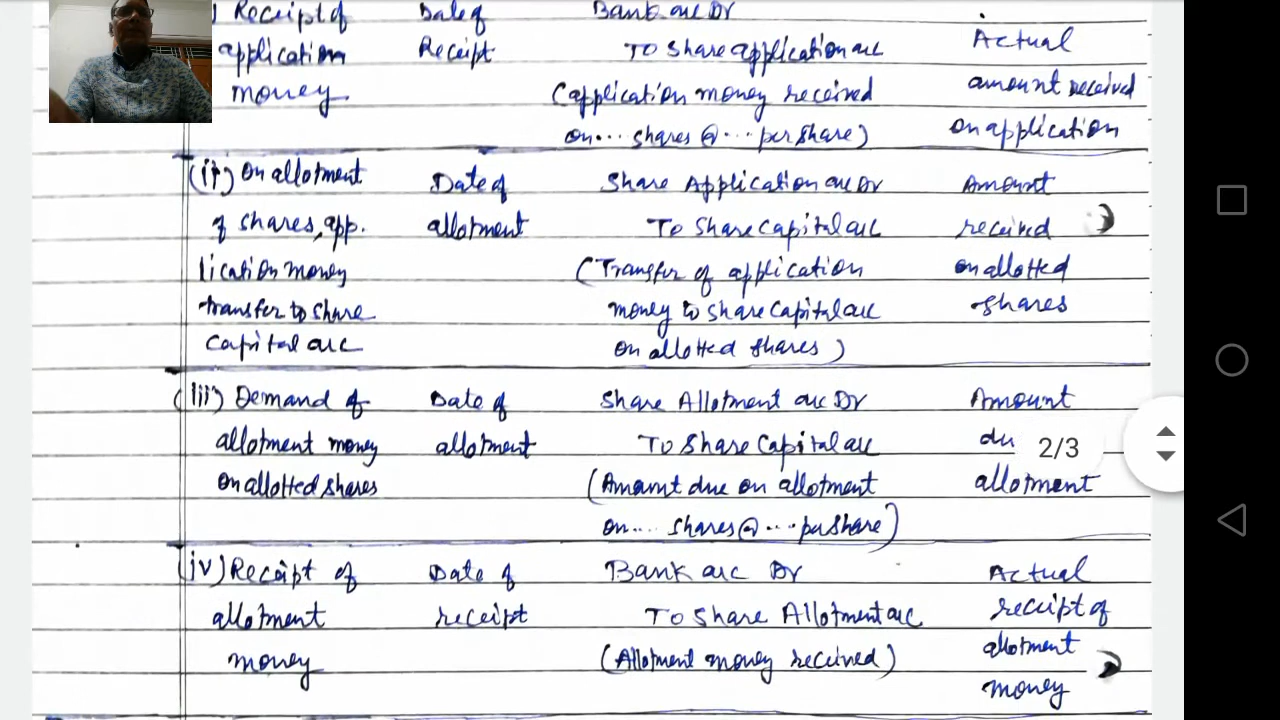 ) Receipt of Date of Bank a/c Dr
application Receipt To Share application a/c Actual
money (application money received amount received
on... shares @ ... per share) on application
(ii) On allotment Date of Share Application a/c Dr Amount
of shares, app. allotment To Share Capital a/c received
lication money (Transfer of application on allotted
transfer to share money to share capital a/c shares
capital a/c on allotted shares)
(iii) Demand of Date of Share Allotment a/c Dr Amount
allotment money allotment To Share Capital a/c du 2/3
on allotted shares (Amount due on allotment allotment
on... shares @ ... per share)
(iv) Receipt of Date of Bank a/c Dr Actual
allotment receipt To Share Allotment a/c receipt of
money (Allotment money received) allotment
money